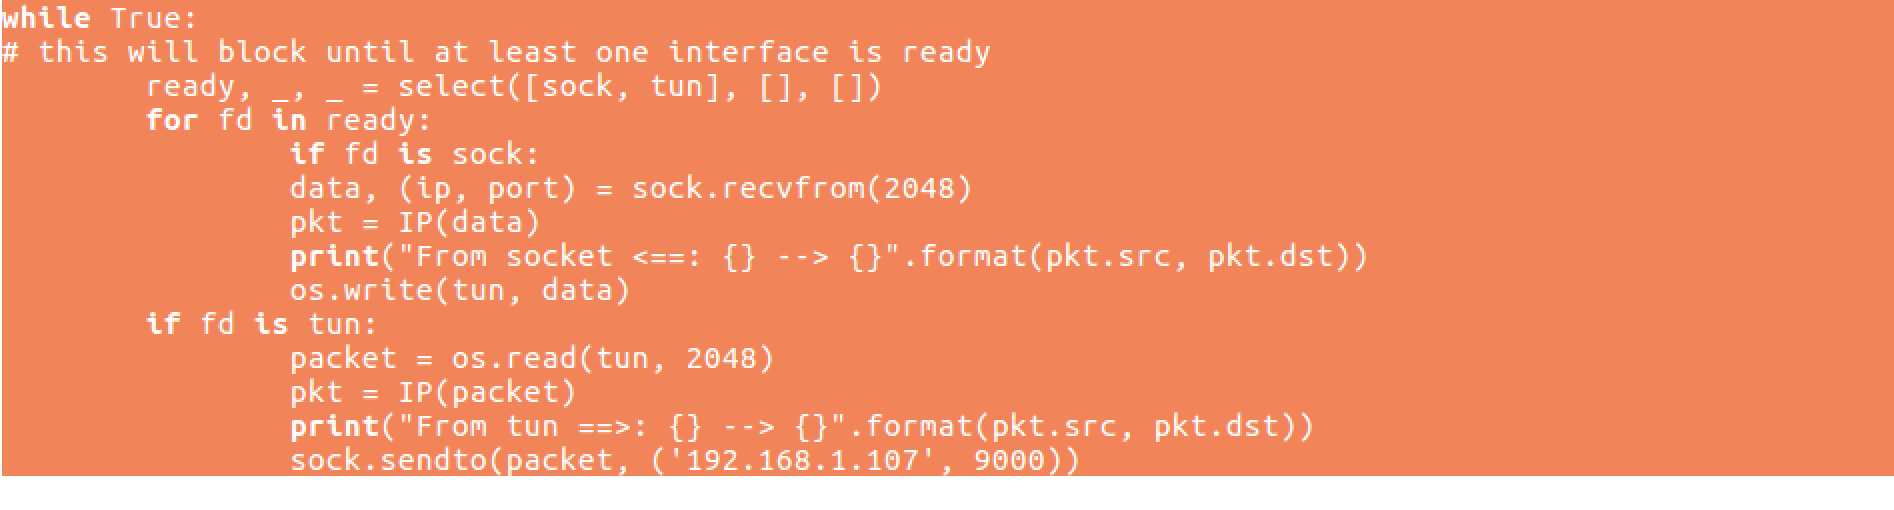 while True:
# this will block until at least one interface is ready
        ready, _, _ = select([sock, tun], [], [])
        for fd in ready:
                if fd is sock:
                data, (ip, port) = sock.recvfrom(2048)
                pkt = IP(data)
                print("From socket <==: {} --> {}".format(pkt.src, pkt.dst))
                os.write(tun, data)
        if fd is tun:
                packet = os.read(tun, 2048)
                pkt = IP(packet)
                print("From tun ==>: {} --> {}".format(pkt.src, pkt.dst))
                sock.sendto(packet, ('192.168.1.107', 9000))